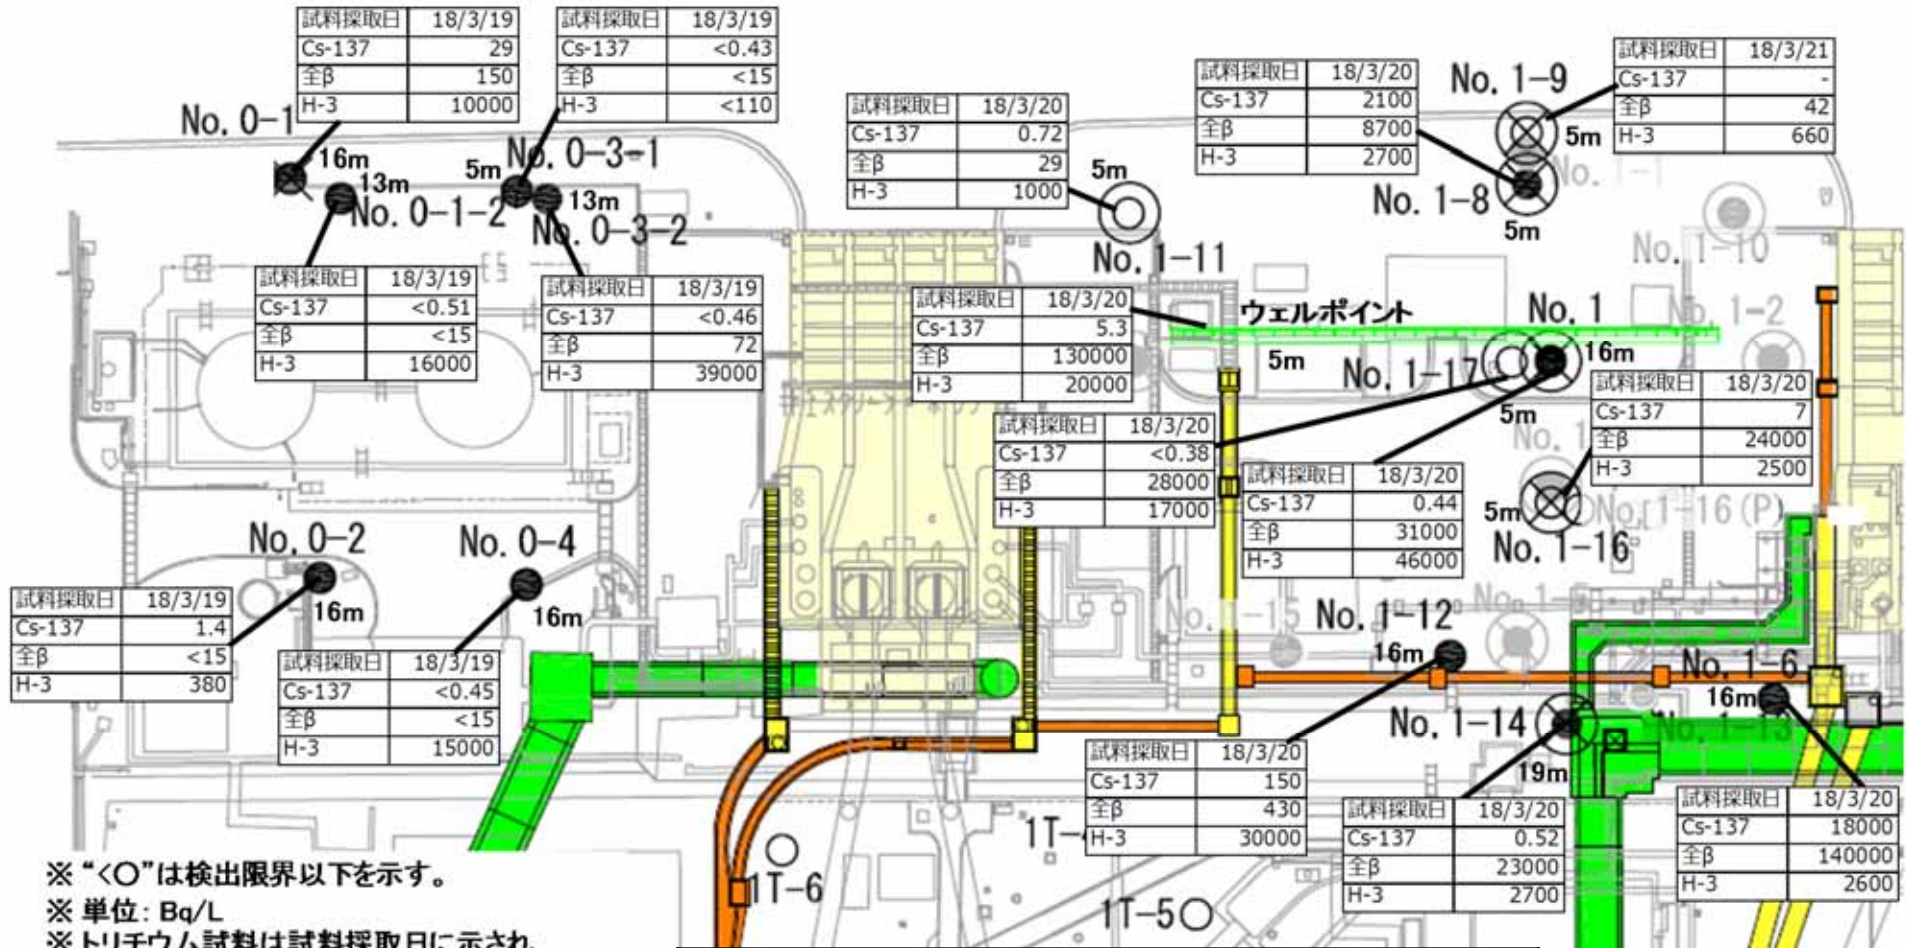 試料採取日 18/3/19
Cs-137 29
全β 150
H-3 10000
試料採取日 18/3/19
Cs-137 <0.43
全β <15
H-3 <110
試料採取日 18/3/20
Cs-137 0.72
全β 29
H-3 1000
試料採取日 18/3/20
Cs-137 2100
全β 8700
H-3 2700
No. 1-9
試料採取日 18/3/21
Cs-137 -
全β 42
H-3 660
No. 0-1
16m
13m
No. 0-1-2
5m
No. 0-3-1
13m
No. 0-3-2
5m
No. 1-11
5m
No. 1-8
5m
No. 1-10
試料採取日 18/3/19
Cs-137 <0.51
全β <15
H-3 16000
試料採取日 18/3/19
Cs-137 <0.46
全β 72
H-3 39000
試料採取日 18/3/20
Cs-137 5.3
全β 130000
H-3 20000
ウェルポイント
5m
No. 1
16m
No. 1-2
No. 1-17
5m
試料採取日 18/3/20
Cs-137 7
全β 24000
H-3 2500
試料採取日 18/3/20
Cs-137 <0.38
全β 28000
H-3 17000
試料採取日 18/3/20
Cs-137 0.44
全β 31000
H-3 46000
5m
No. 1-16(P)
No. 1-16
No. 0-2
16m
No. 0-4
16m
試料採取日 18/3/19
Cs-137 1.4
全β <15
H-3 380
試料採取日 18/3/19
Cs-137 <0.45
全β <15
H-3 15000
No. 1-12
16m
No. 1-6
16m
No. 1-14
19m
No. 1-13
試料採取日 18/3/20
Cs-137 150
全β 430
H-3 30000
試料採取日 18/3/20
Cs-137 0.52
全β 23000
H-3 2700
試料採取日 18/3/20
Cs-137 18000
全β 140000
H-3 2600
1T-6
1T-5
※ “<○”は検出限界以下を示す。
※ 単位: Bq/L
※トリチウム試料は試料採取日に示され